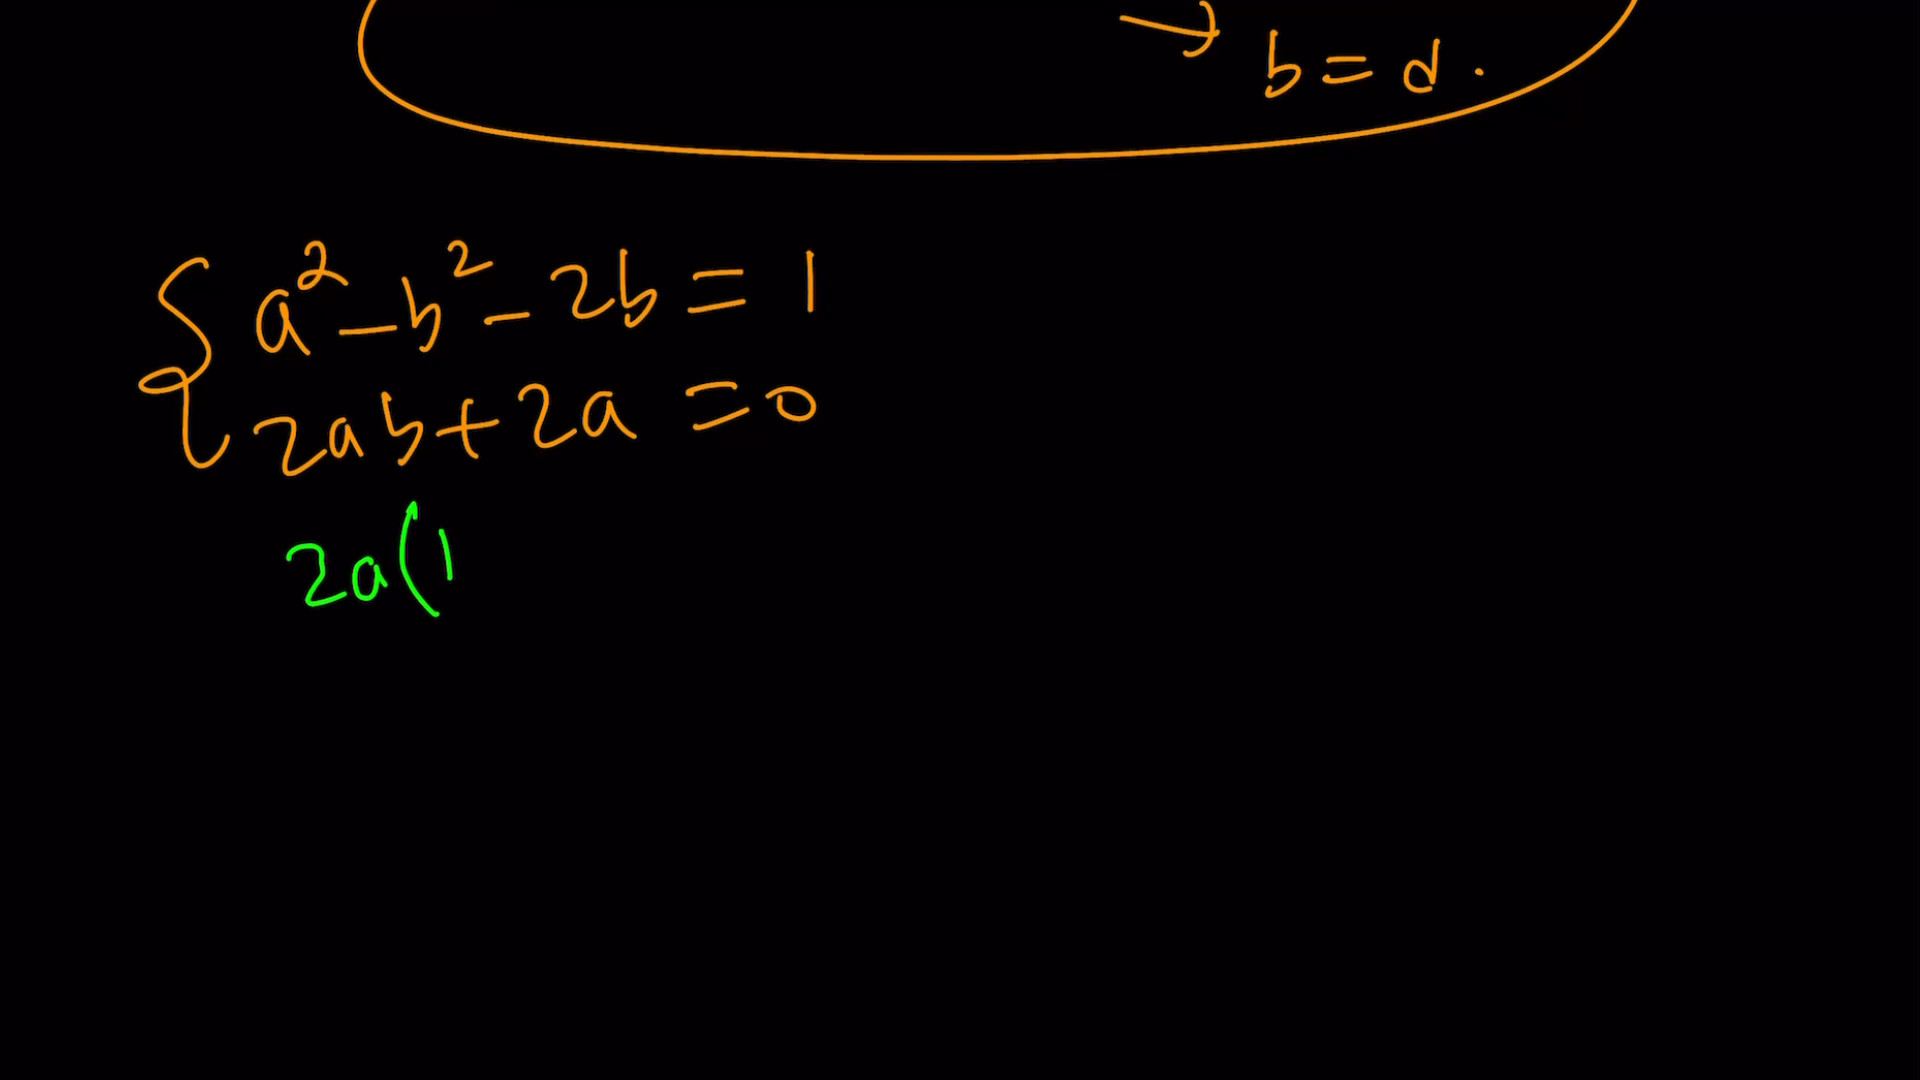 → b = d.
a² - b² - 2b = 1
2ab + 2a = 0
2a(1